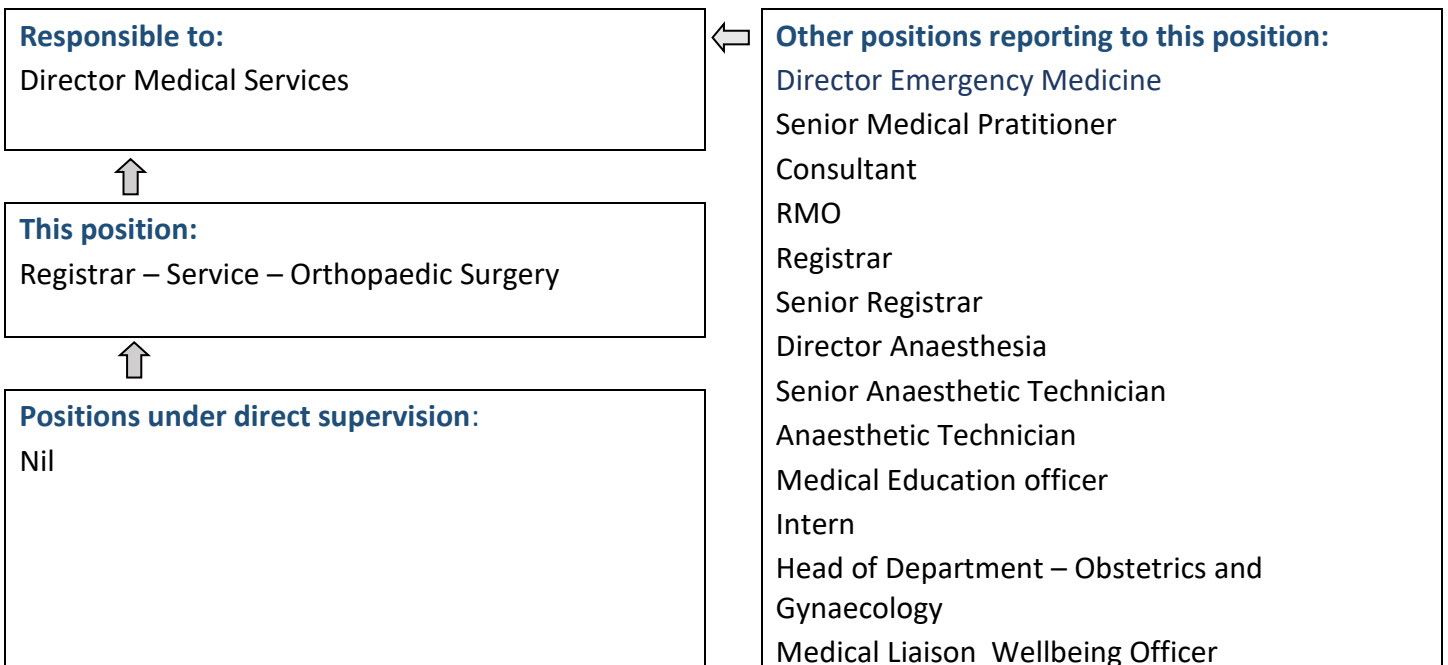 Responsible to:
Director Medical Services
This position:
Registrar – Service – Orthopaedic Surgery
Positions under direct supervision:
Nil
Other positions reporting to this position:
Director Emergency Medicine
Senior Medical Pratitioner
Consultant
RMO
Registrar
Senior Registrar
Director Anaesthesia
Senior Anaesthetic Technician
Anaesthetic Technician
Medical Education officer
Intern
Head of Department – Obstetrics and
Gynaecology
Medical Liaison  Wellbeing Officer